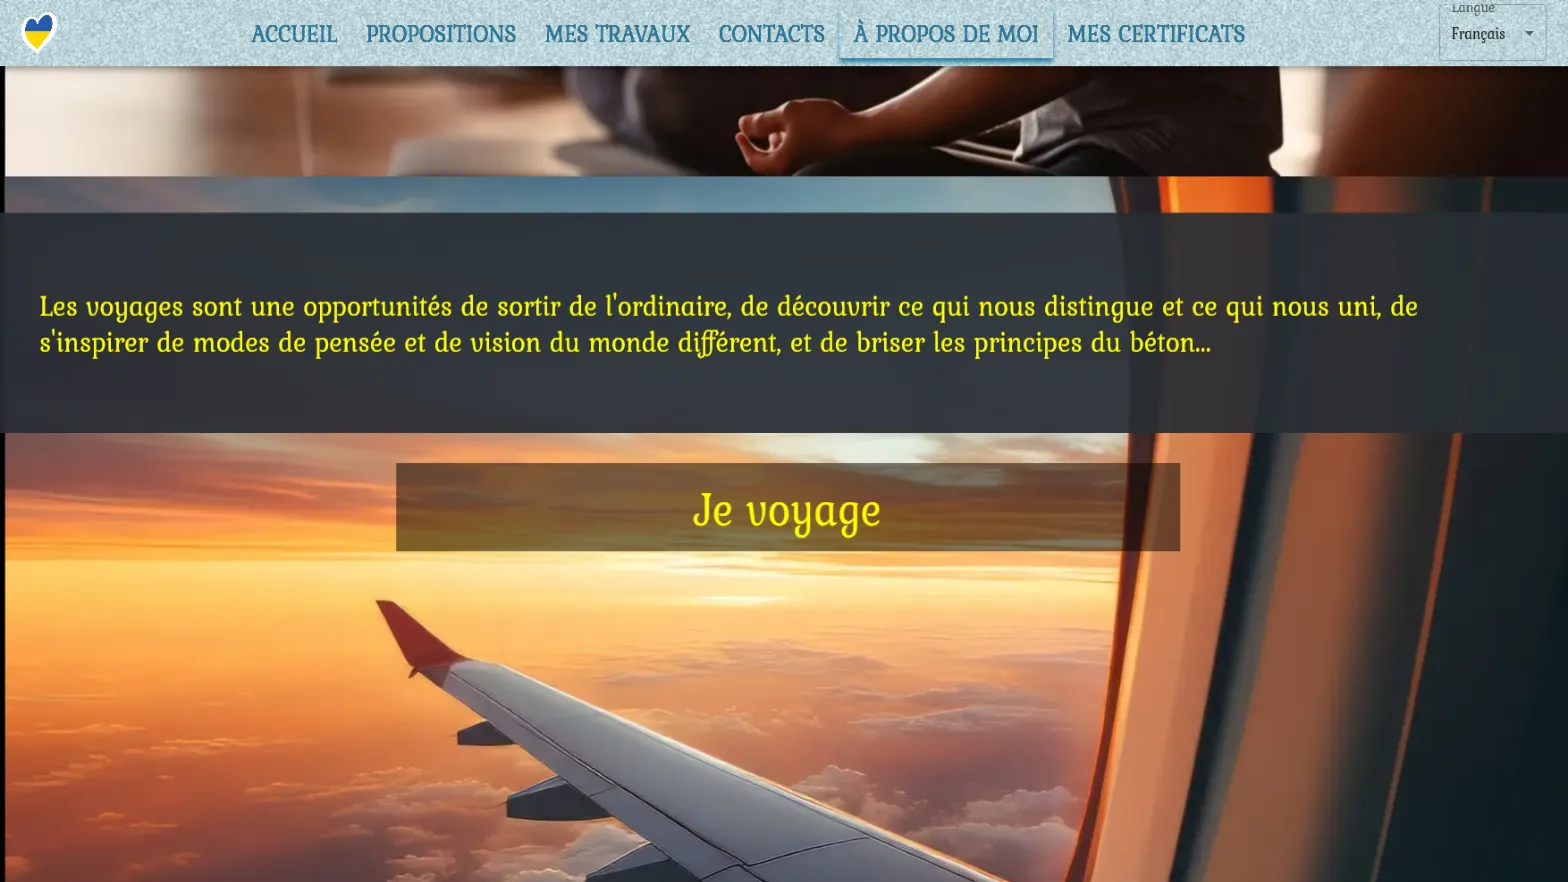 ACCUEIL PROPOSITIONS MES TRAVAUX CONTACTS À PROPOS DE MOI MES CERTIFICATS
Langue
Français
Les voyages sont une opportunités de sortir de l'ordinaire, de découvrir ce qui nous distingue et ce qui nous uni, de
s'inspirer de modes de pensée et de vision du monde différent, et de briser les principes du béton...
Je voyage